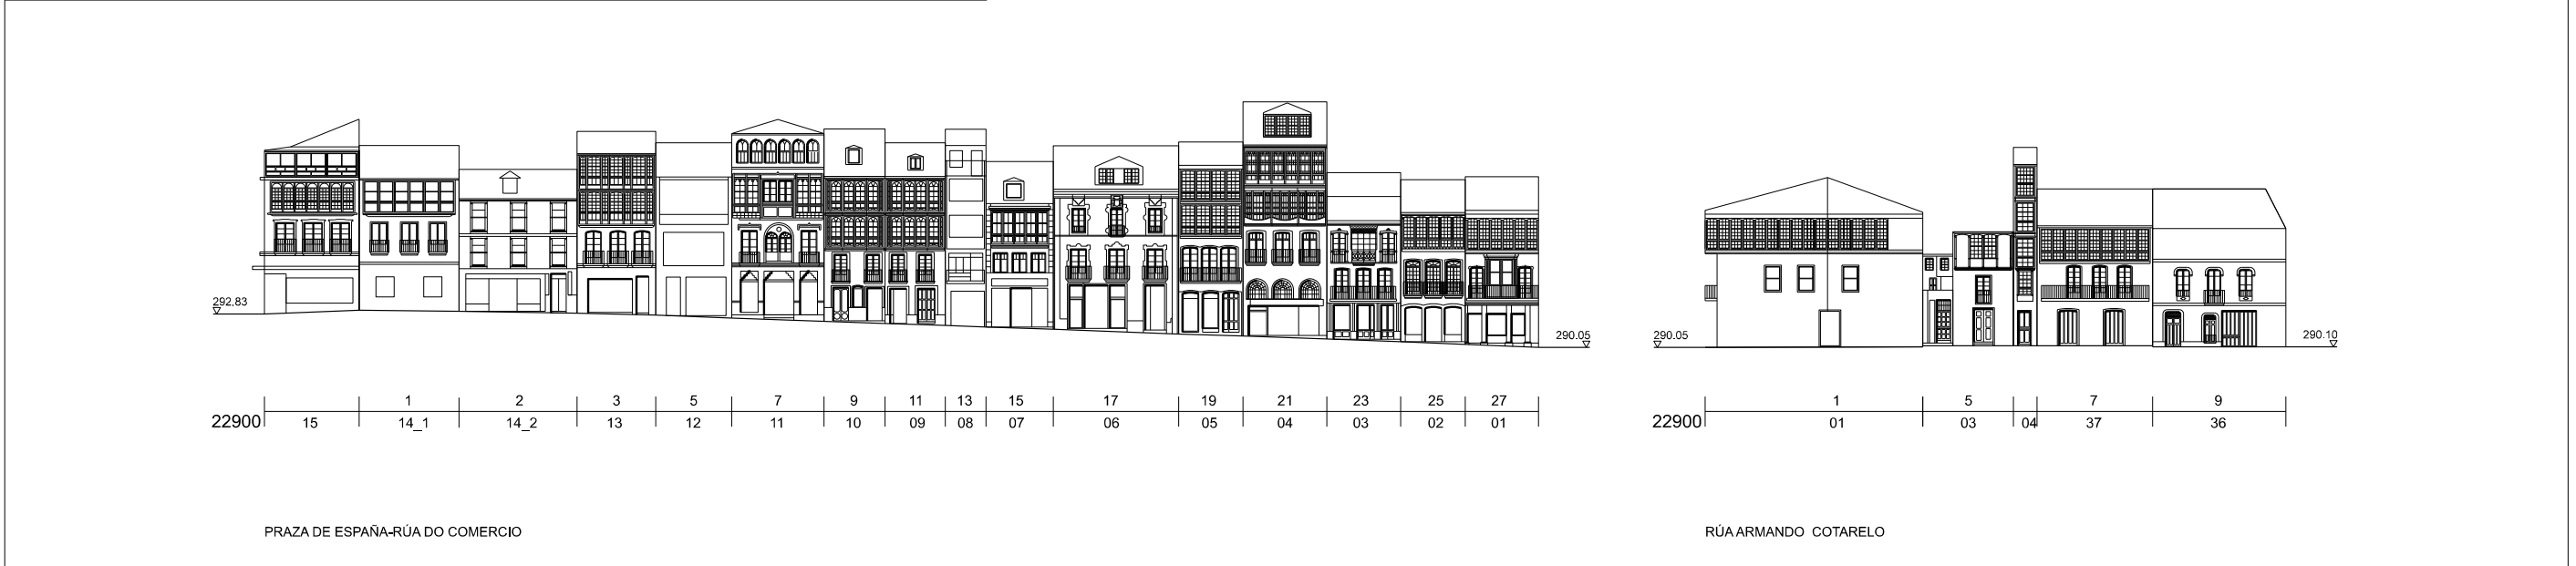 292,83
290.05
290.05
290.10
1 2 3 5 7 9 11 13 15 17 19 21 23 25 27
22900 15 14_1 14_2 13 12 11 10 09 08 07 06 05 04 03 02 01
1 5 7 9
22900 01 03 04 37 36
PRAZA DE ESPAÑA-RÚA DO COMERCIO
RÚA ARMANDO COTARELO